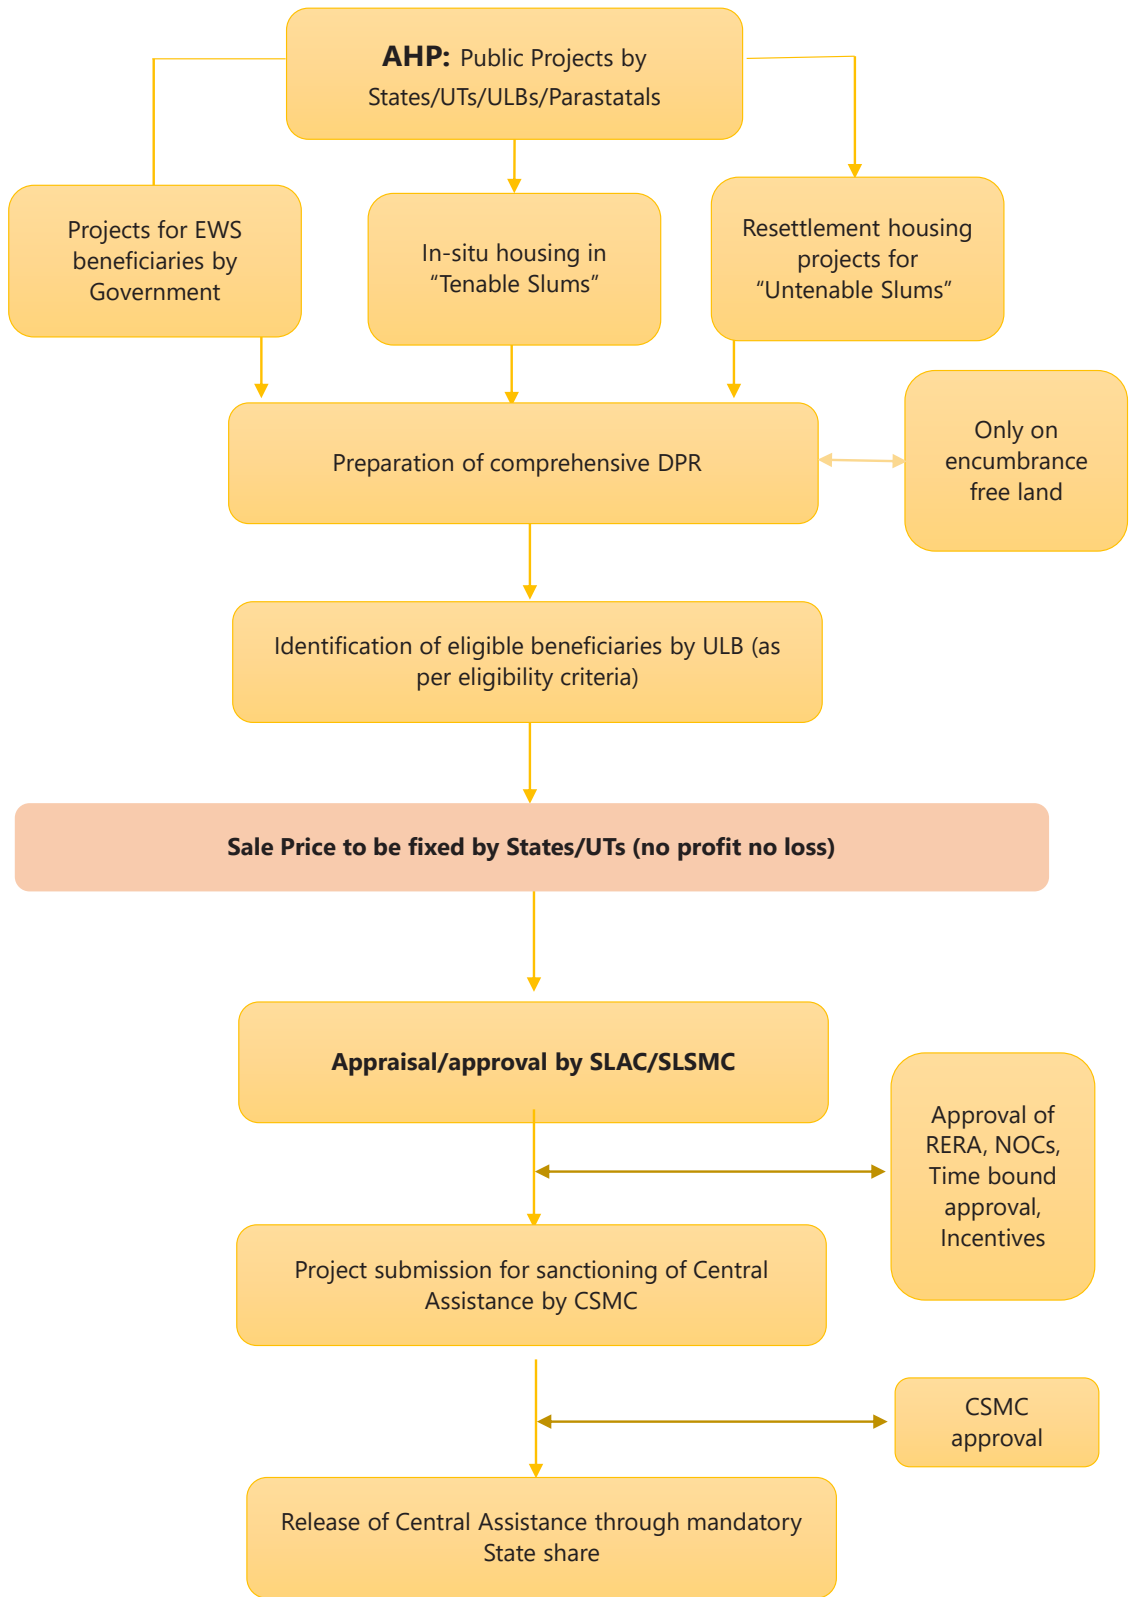 AHP: Public Projects by
States/UTs/ULBs/Parastatals
Projects for EWS
beneficiaries by
Government
In-situ housing in
“Tenable Slums”
Resettlement housing
projects for
“Untenable Slums”
Preparation of comprehensive DPR
Only on
encumbrance
free land
Identification of eligible beneficiaries by ULB (as
per eligibility criteria)
Sale Price to be fixed by States/UTs (no profit no loss)
Appraisal/approval by SLAC/SLSMC
Approval of
RERA, NOCs,
Time bound
approval,
Incentives
Project submission for sanctioning of Central
Assistance by CSMC
CSMC
approval
Release of Central Assistance through mandatory
State share